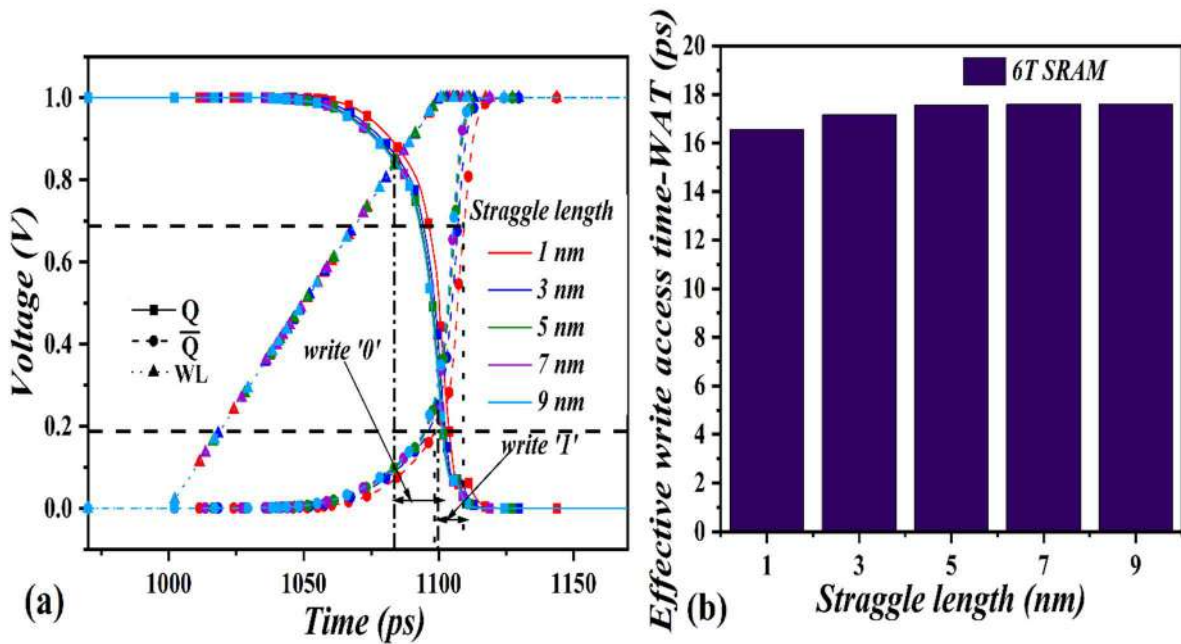 1.0
0.8
0.6
0.4
0.2
0.0
Voltage (V)
Straggle length
1 nm
3 nm
5 nm
7 nm
9 nm
Q
Q̅
WL
write '0'
write '1'
1000
1050
1100
1150
Time (ps)
(a)
Effective write access time-WAT (ps)
20
18
16
14
12
10
8
6
4
2
0
6T SRAM
1
3
5
7
9
Straggle length (nm)
(b)